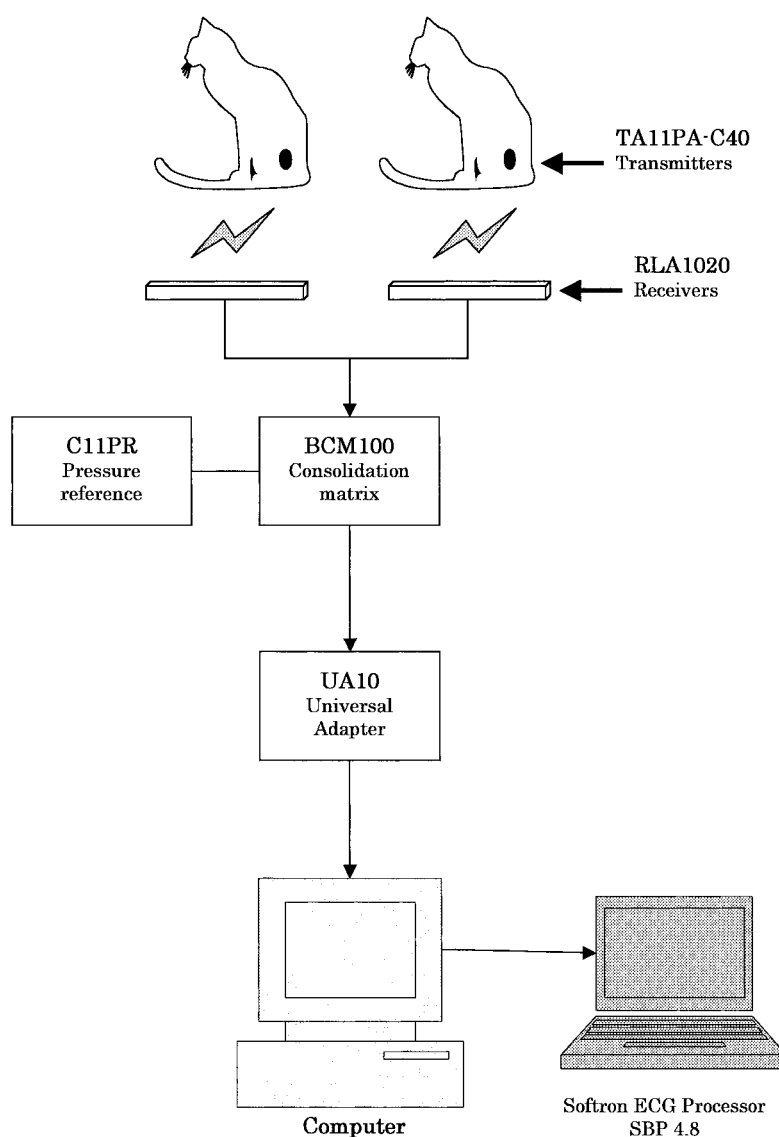 TA11PA-C40
Transmitters
RLA1020
Receivers
C11PR
Pressure
reference
BCM100
Consolidation
matrix
UA10
Universal
Adapter
Computer
Softron ECG Processor
SBP 4.8